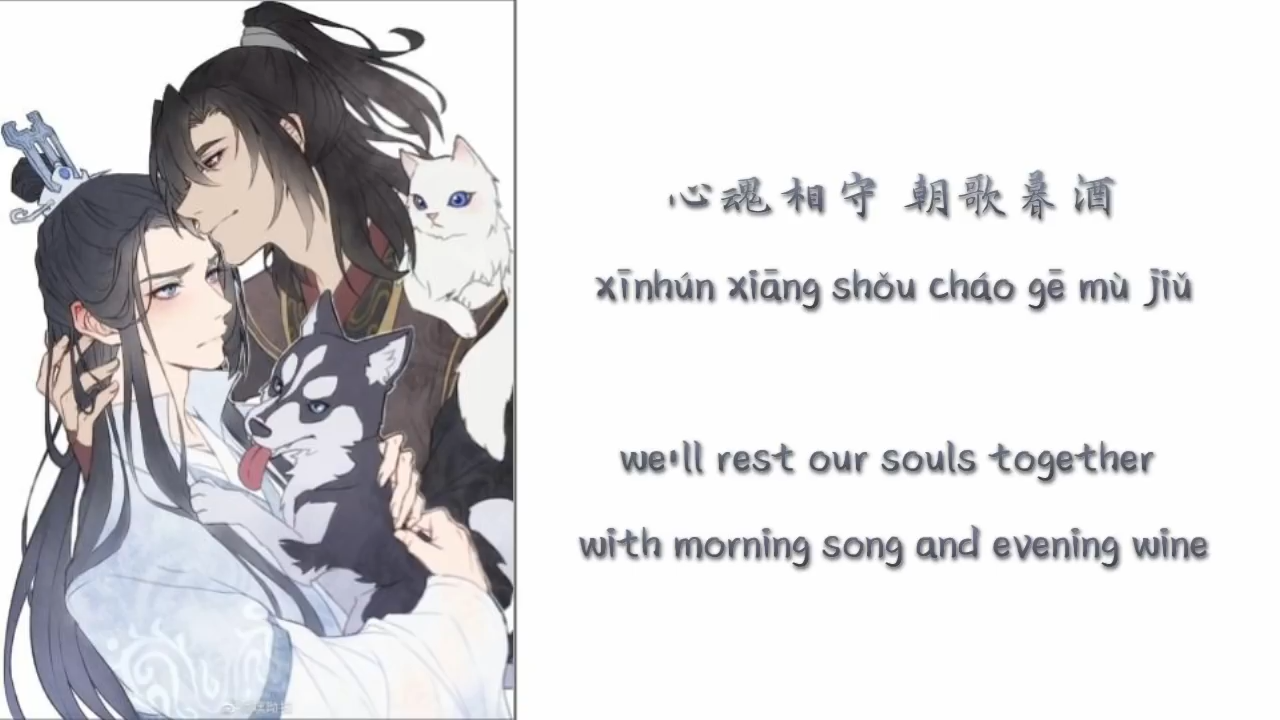 心魂相守 朝歌暮酒
xīnhún xiāng shǒu cháo gē mù jiǔ
we'll rest our souls together
with morning song and evening wine